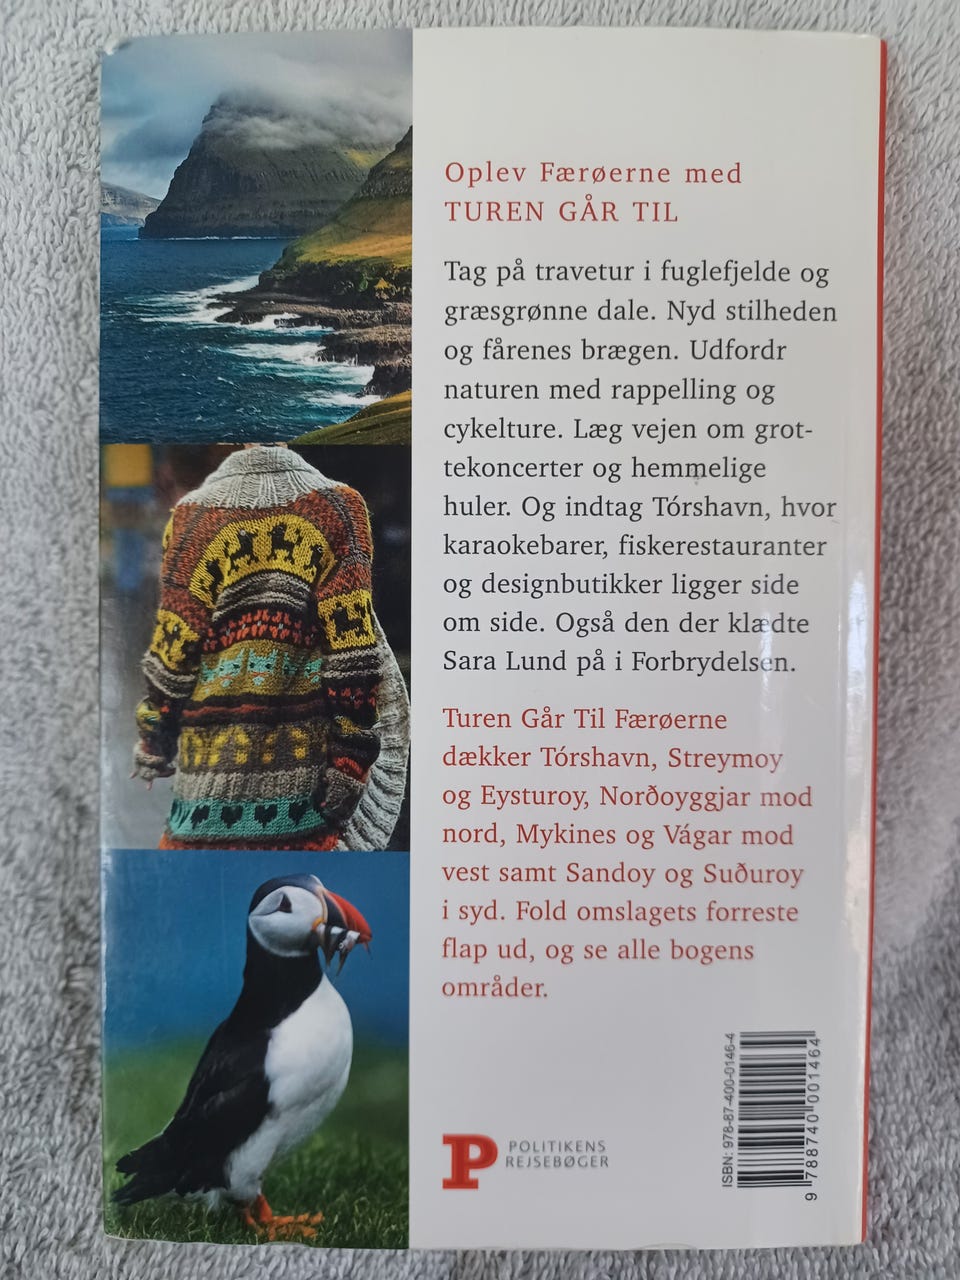 Oplev Færøerne med
TUREN GÅR TIL
Tag på travetur i fuglefjelde og
græsgrønne dale. Nyd stilheden
og fårenes brægen. Udfordr
naturen med rappelling og
cykelture. Læg vejen om grot-
tekoncerter og hemmelige
huler. Og indtag Tórshavn, hvor
karaokebarer, fiskerestauranter
og designbutikker ligger side
om side. Også den der klædte
Sara Lund på i Forbrydelsen.
Turen Går Til Færøerne
dækker Tórshavn, Streymoy
og Eysturoy, Norðoyggjar mod
nord, Mykines og Vágar mod
vest samt Sandoy og Suðuroy
i syd. Fold omslagets forreste
flap ud, og se alle bogens
områder.
P POLITIKENS
REJSEBØGER
ISBN: 978-87-400-0146-4
9 788740 001464